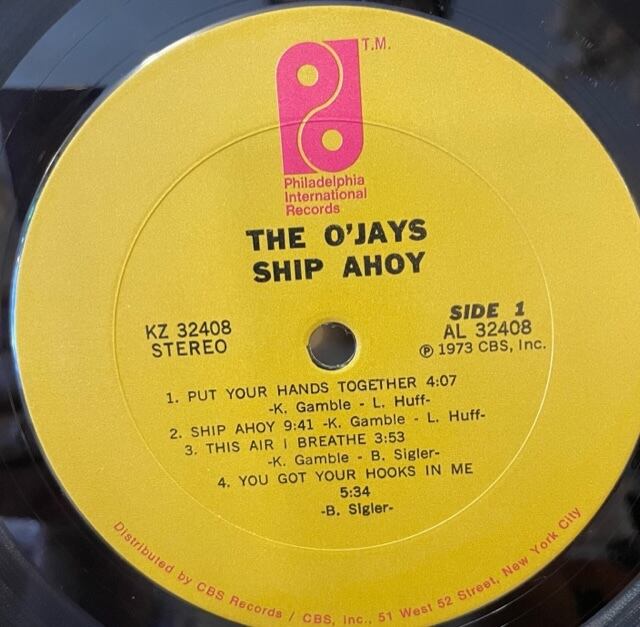 T.M.
Philadelphia
International
Records
THE O'JAYS
SHIP AHOY
KZ 32408
STEREO
SIDE 1
AL 32408
Ⓟ 1973 CBS, Inc.
1. PUT YOUR HANDS TOGETHER 4:07
-K. Gamble - L. Huff-
2. SHIP AHOY 9:41 -K. Gamble - L. Huff-
3. THIS AIR I BREATHE 3:53
-K. Gamble - B. Sigler-
4. YOU GOT YOUR HOOKS IN ME
5:34
-B. Sigler-
Distributed by CBS Records / CBS, Inc., 51 West 52 Street, New York City